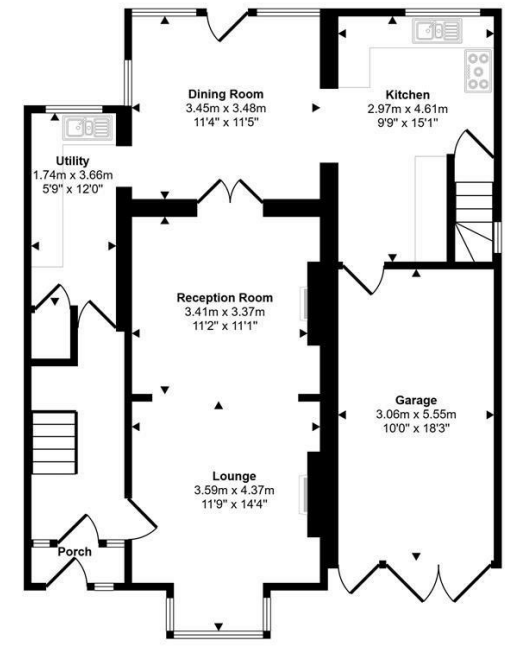 Dining Room
3.45m x 3.48m
11'4" x 11'5"
Kitchen
2.97m x 4.61m
9'9" x 15'1"
Utility
1.74m x 3.66m
5'9" x 12'0"
Reception Room
3.41m x 3.37m
11'2" x 11'1"
Garage
3.06m x 5.55m
10'0" x 18'3"
Lounge
3.59m x 4.37m
11'9" x 14'4"
Porch